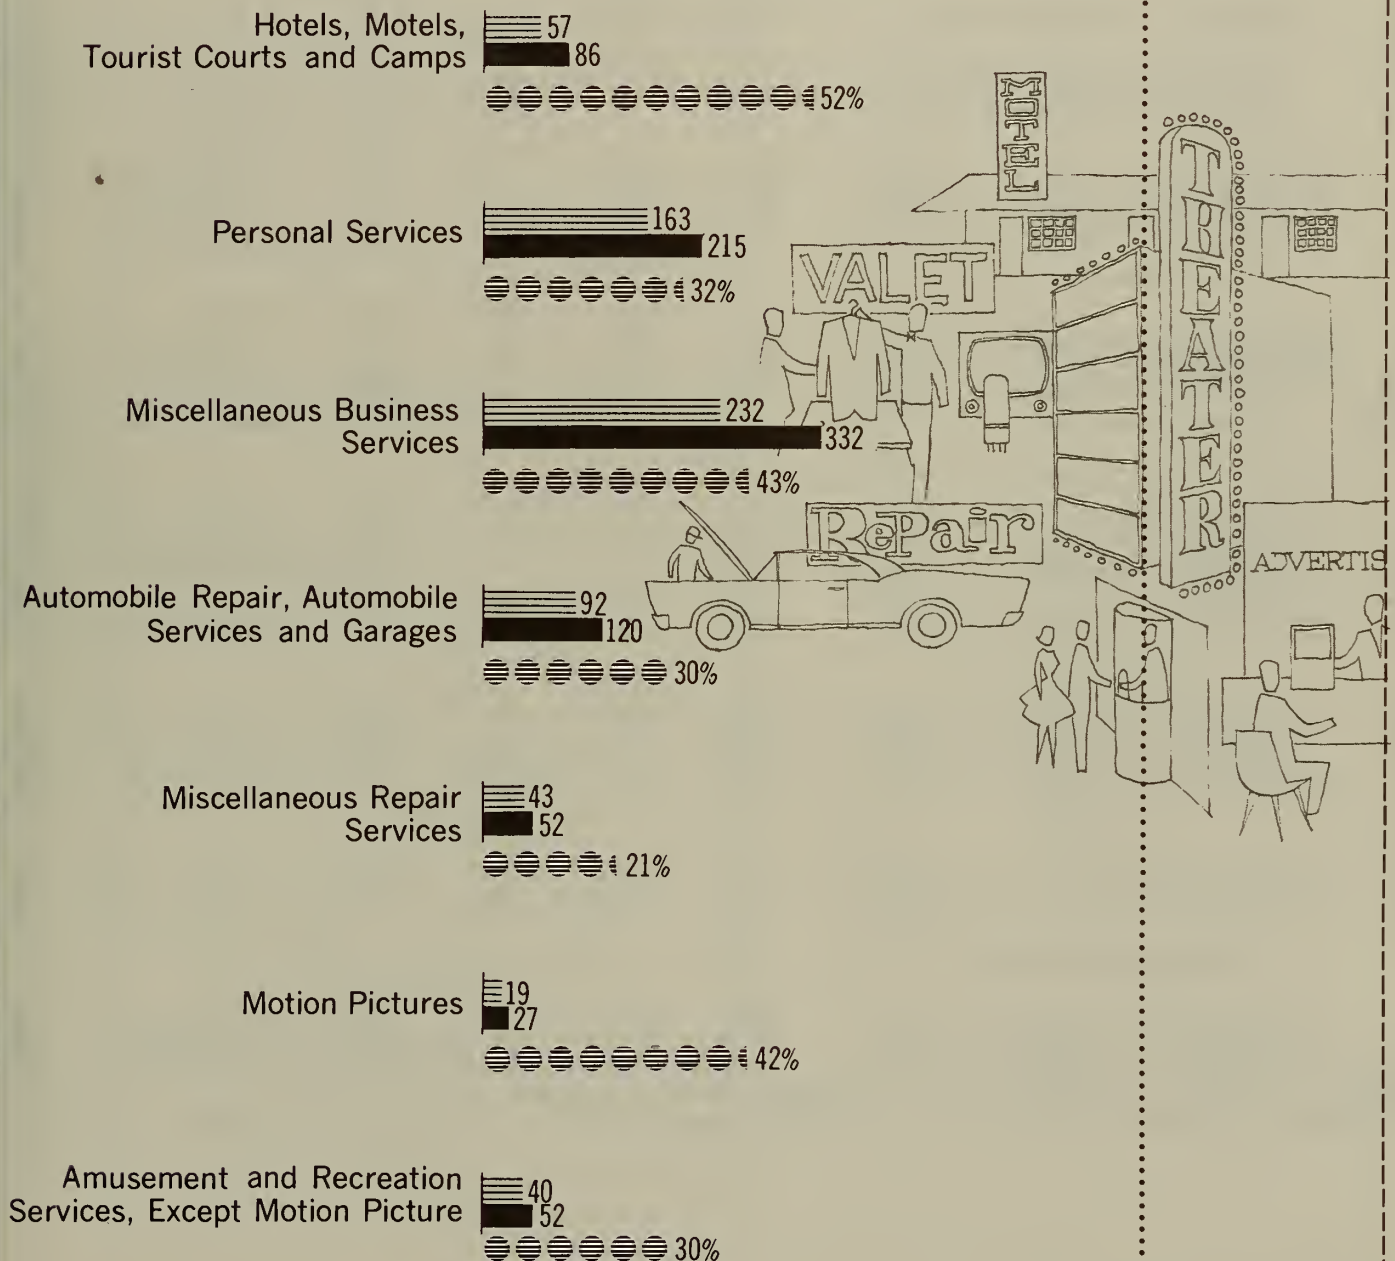 Hotels, Motels,
Tourist Courts and Camps
57
86
52%
MOTEL
THEATER
Personal Services
163
215
32%
VALET
Miscellaneous Business
Services
232
332
43%
RePair
ADVERTIS
Automobile Repair, Automobile
Services and Garages
92
120
30%
Miscellaneous Repair
Services
43
52
21%
Motion Pictures
19
27
42%
Amusement and Recreation
Services, Except Motion Picture
40
52
30%